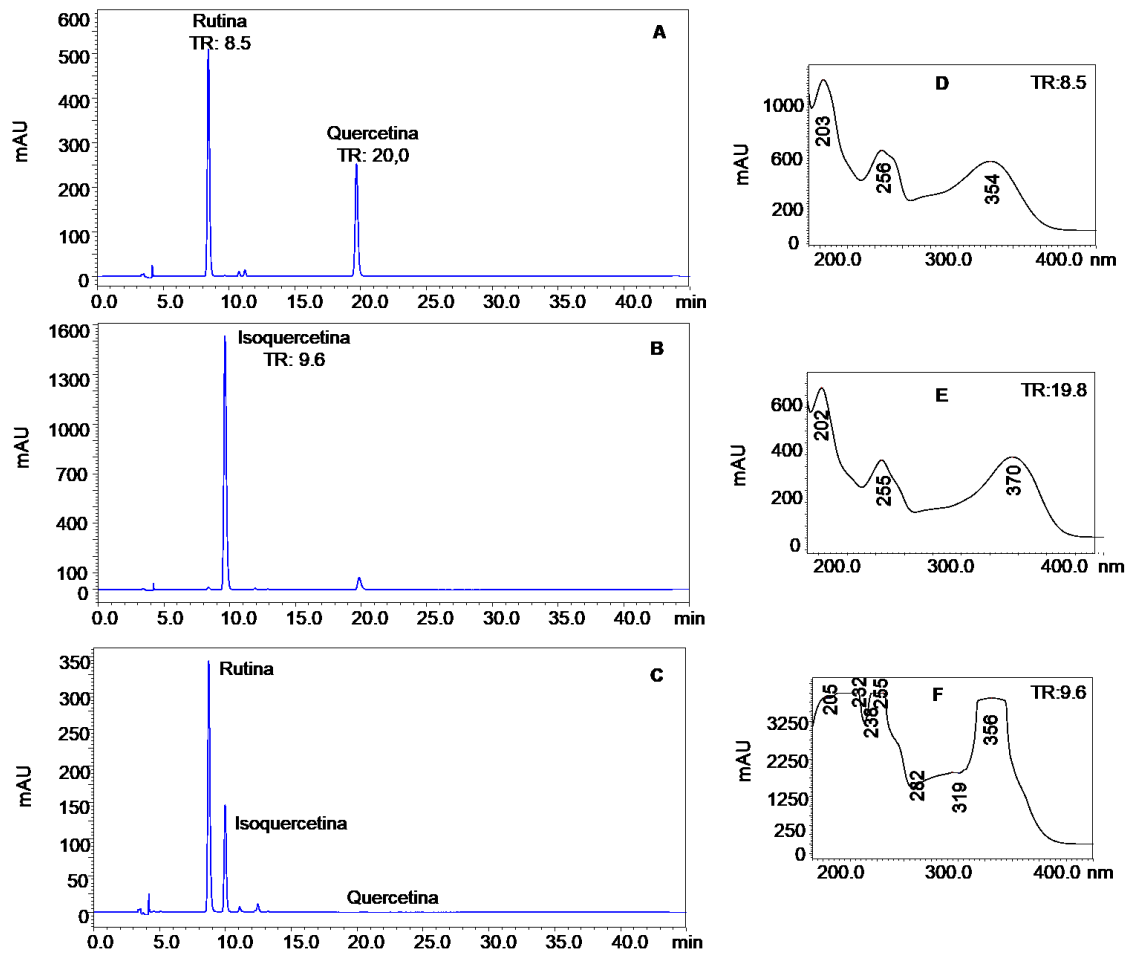 A
Rutina
TR: 8.5
Quercetina
TR: 20,0
mAU
600
500
400
300
200
100
0
0.0 5.0 10.0 15.0 20.0 25.0 30.0 35.0 40.0 min
B
Isoquercetina
TR: 9.6
mAU
1600
1300
1000
700
400
100
0
0.0 5.0 10.0 15.0 20.0 25.0 30.0 35.0 40.0 min
C
Rutina
Isoquercetina
Quercetina
mAU
350
300
250
200
150
100
50
0
0.0 5.0 10.0 15.0 20.0 25.0 30.0 35.0 40.0 min
D
TR:8.5
mAU
1000
600
200
0
203
256
354
200.0 300.0 400.0 nm
E
TR:19.8
mAU
600
400
200
0
202
255
370
200.0 300.0 400.0 nm
F
TR:9.6
mAU
3250
2250
1250
250
0
205
232
238
255
282
319
356
200.0 300.0 400.0 nm